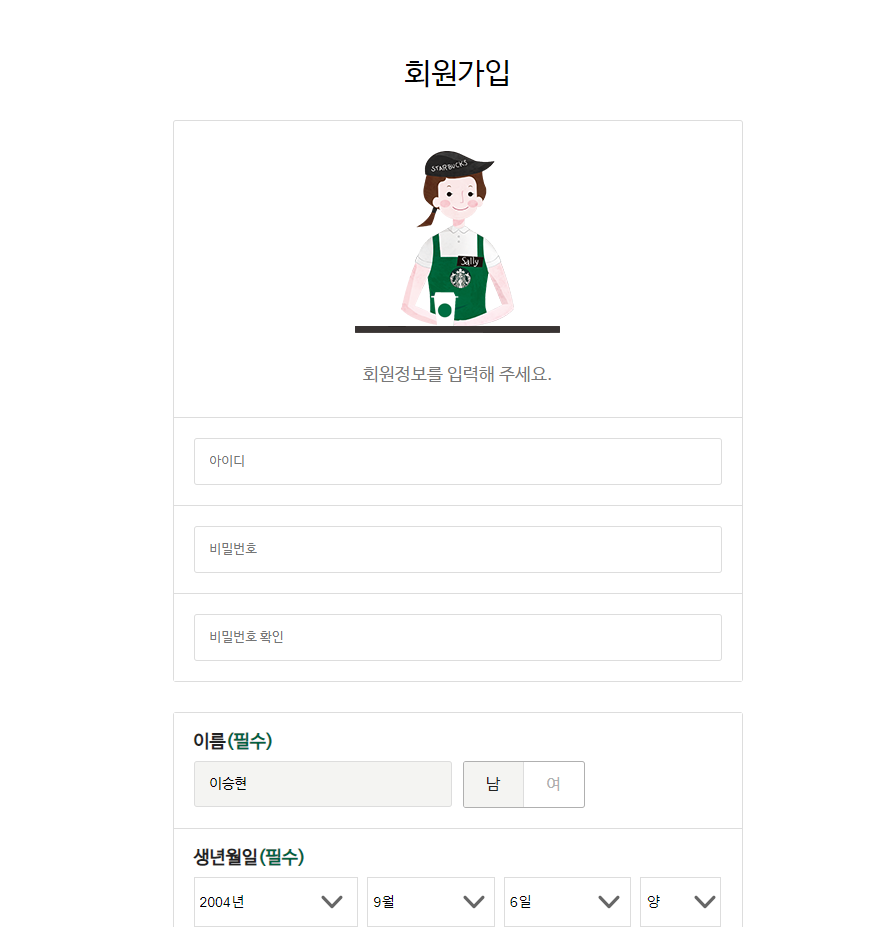 회원가입
STARBUCKS
Sally
회원정보를 입력해 주세요.
아이디
비밀번호
비밀번호 확인
이름(필수)
이승현 남 여
생년월일(필수)
2004년 9월 6일 양